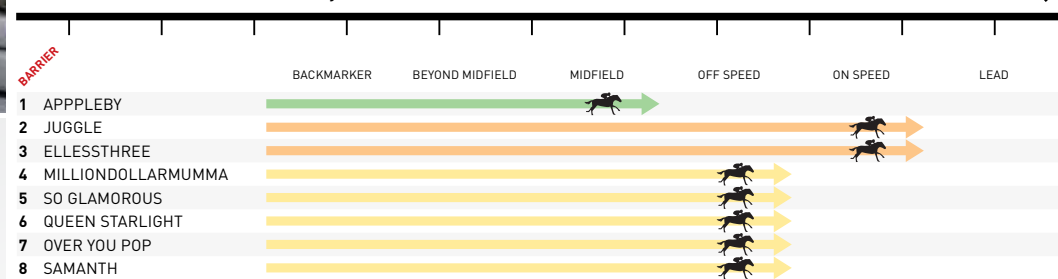 BARRIER
BACKMARKER BEYOND MIDFIELD MIDFIELD OFF SPEED ON SPEED LEAD
1 APPPLEBY
2 JUGGLE
3 ELLESSTHREE
4 MILLIONDOLLARMUMMA
5 SO GLAMOROUS
6 QUEEN STARLIGHT
7 OVER YOU POP
8 SAMANTH